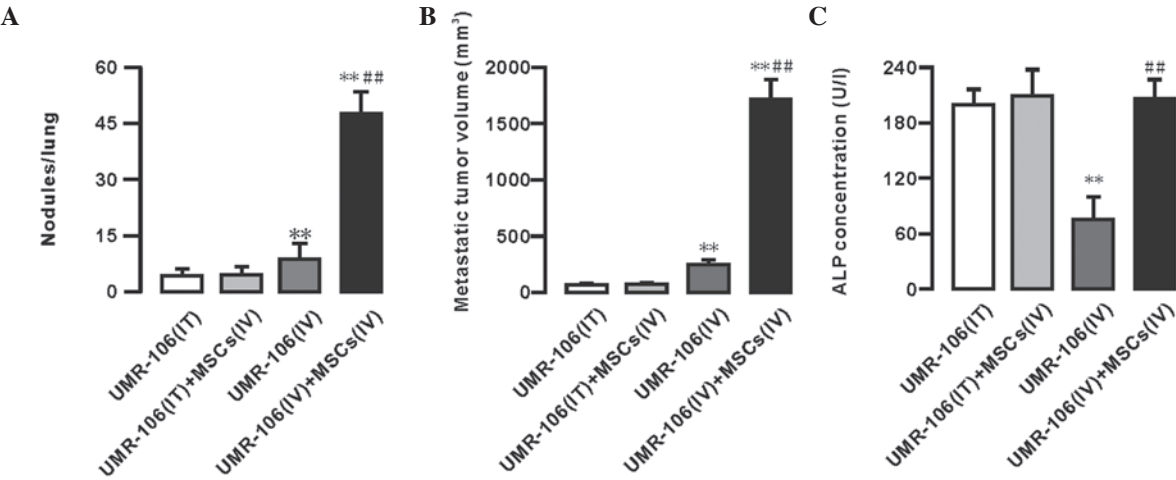 A
Nodules/lung
60
45
30
15
0
**
**##
UMR-106(IT)
UMR-106(IT)+MSCs(IV)
UMR-106(IV)
UMR-106(IV)+MSCs(IV)
B
Metastatic tumor volume (mm³)
2000
1500
1000
500
0
**
**##
UMR-106(IT)
UMR-106(IT)+MSCs(IV)
UMR-106(IV)
UMR-106(IV)+MSCs(IV)
C
ALP concentration (U/l)
240
180
120
60
0
**
##
UMR-106(IT)
UMR-106(IT)+MSCs(IV)
UMR-106(IV)
UMR-106(IV)+MSCs(IV)